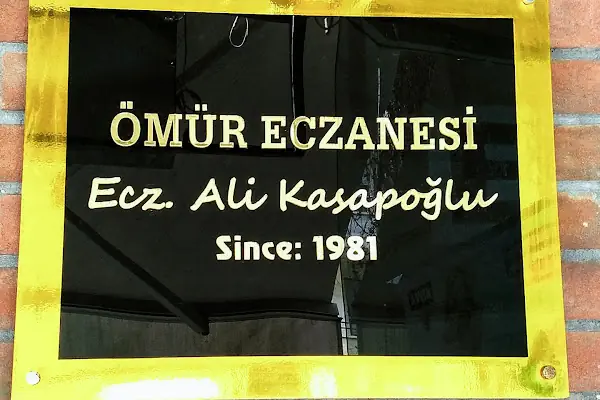 ÖMÜR ECZANESİ
Ecz. Ali Kasapoğlu
Since: 1981